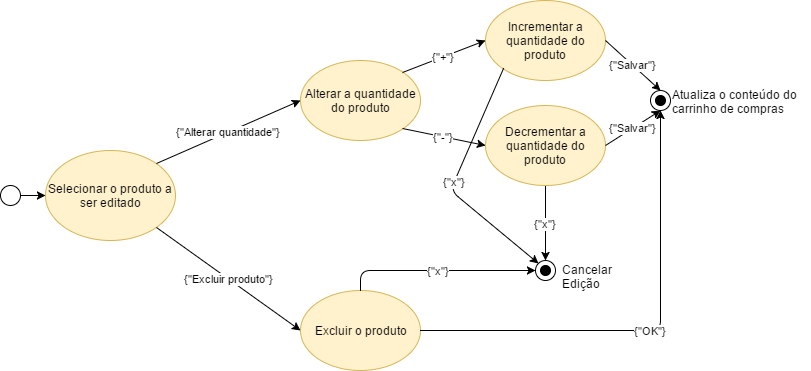 Incrementar a
quantidade do
produto
{"+"}
{"Salvar"}
Alterar a quantidade
do produto
Atualiza o conteúdo do
carrinho de compras
{"Alterar quantidade"}
{"-"}
Decrementar a
quantidade do
produto
{"Salvar"}
Selecionar o produto a
ser editado
{"x"}
{"x"}
{"Excluir produto"}
{"x"}
Cancelar
Edição
Excluir o produto
{"OK"}